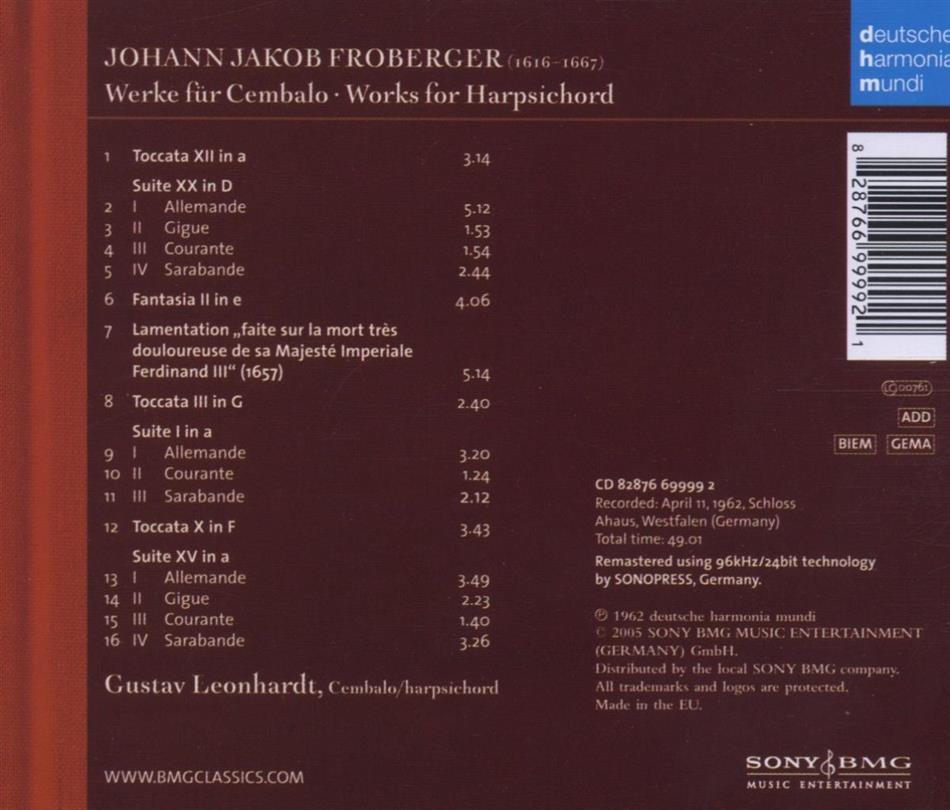 JOHANN JAKOB FROBERGER (1616–1667)
Werke für Cembalo · Works for Harpsichord
deutsche
harmonia
mundi
1 Toccata XII in a 3.14
Suite XX in D
2 I Allemande 5.12
3 II Gigue 1.53
4 III Courante 1.54
5 IV Sarabande 2.44
6 Fantasia II in e 4.06
7 Lamentation „faite sur la mort très
douloureuse de sa Majesté Imperiale
Ferdinand III“ (1657) 5.14
8 Toccata III in G 2.40
Suite I in a
9 I Allemande 3.20
10 II Courante 1.24
11 III Sarabande 2.12
12 Toccata X in F 3.43
Suite XV in a
13 I Allemande 3.49
14 II Gigue 2.23
15 III Courante 1.40
16 IV Sarabande 3.26
Gustav Leonhardt, Cembalo/harpsichord
WWW.BMGCLASSICS.COM
8 28766 99992 1
LC 00761
ADD
BIEM GEMA
CD 82876 69999 2
Recorded: April 11, 1962, Schloss
Ahaus, Westfalen (Germany)
Total time: 49.01
Remastered using 96kHz/24bit technology
by SONOPRESS, Germany.
℗ 1962 deutsche harmonia mundi
© 2005 SONY BMG MUSIC ENTERTAINMENT
(GERMANY) GmbH.
Distributed by the local SONY BMG company.
All trademarks and logos are protected.
Made in the EU.
SONY BMG
MUSIC ENTERTAINMENT